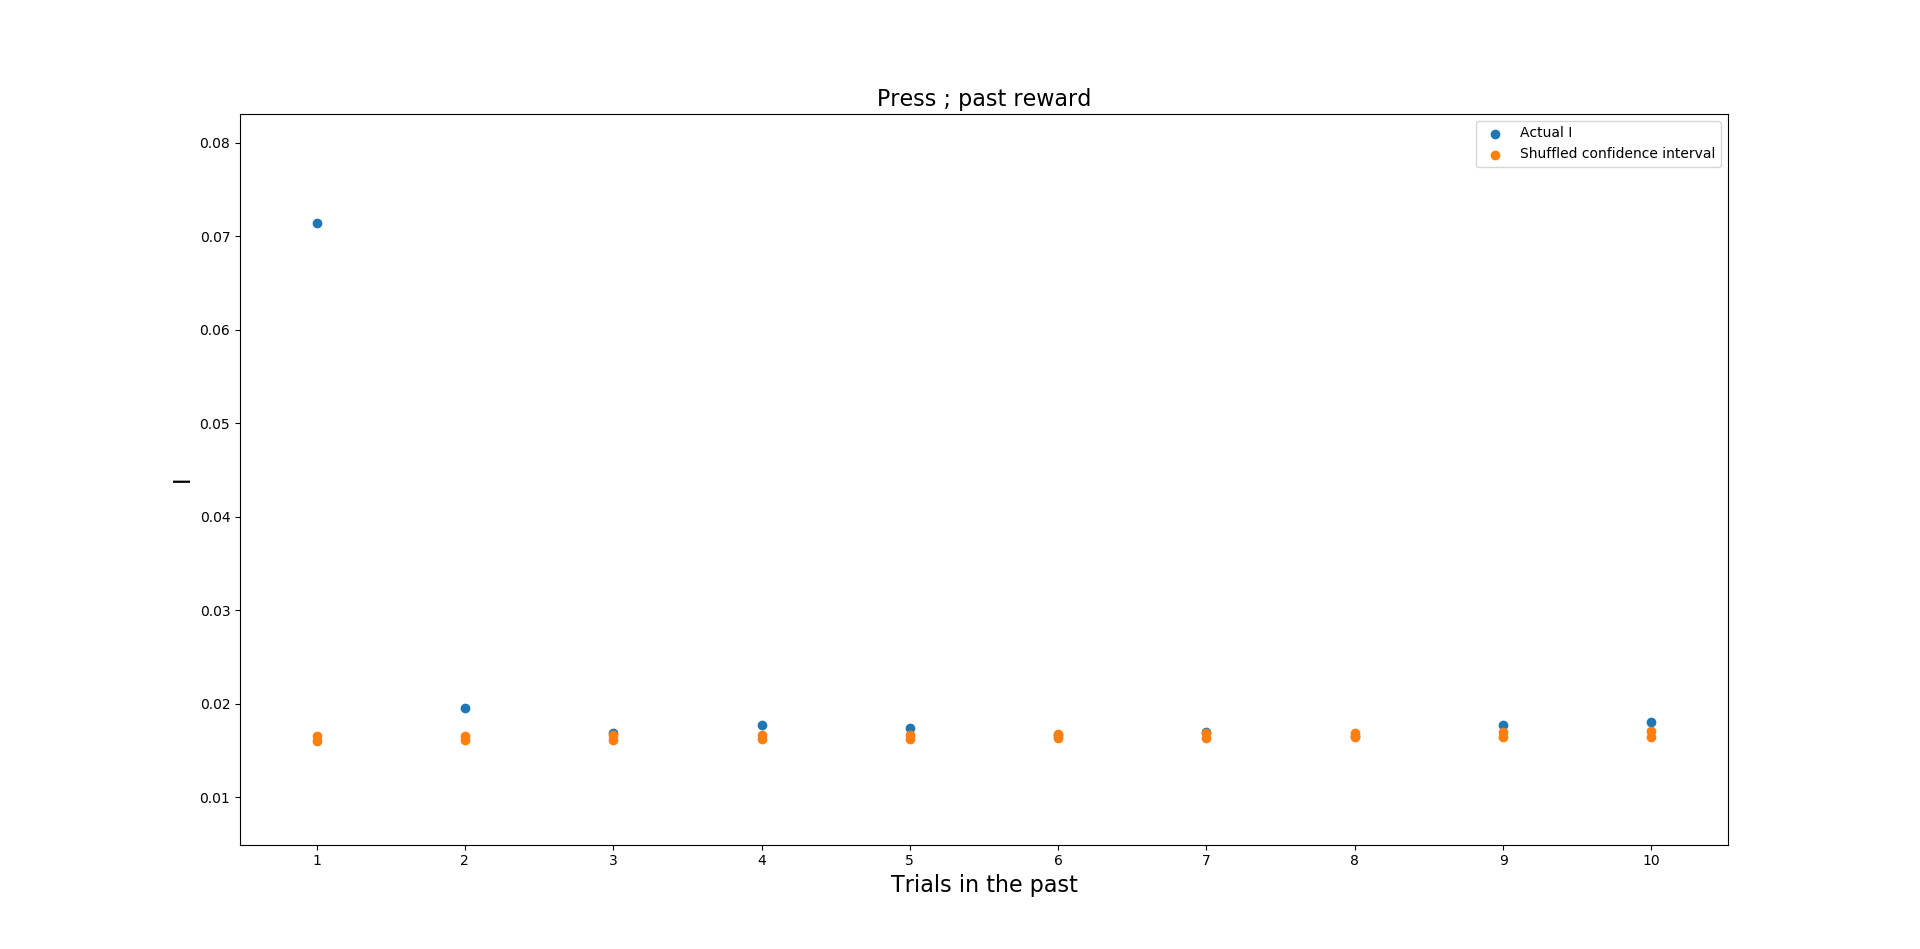 Press ; past reward
Actual I
Shuffled confidence interval
0.08
0.07
0.06
0.05
0.04
0.03
0.02
0.01
I
1 2 3 4 5 6 7 8 9 10
Trials in the past